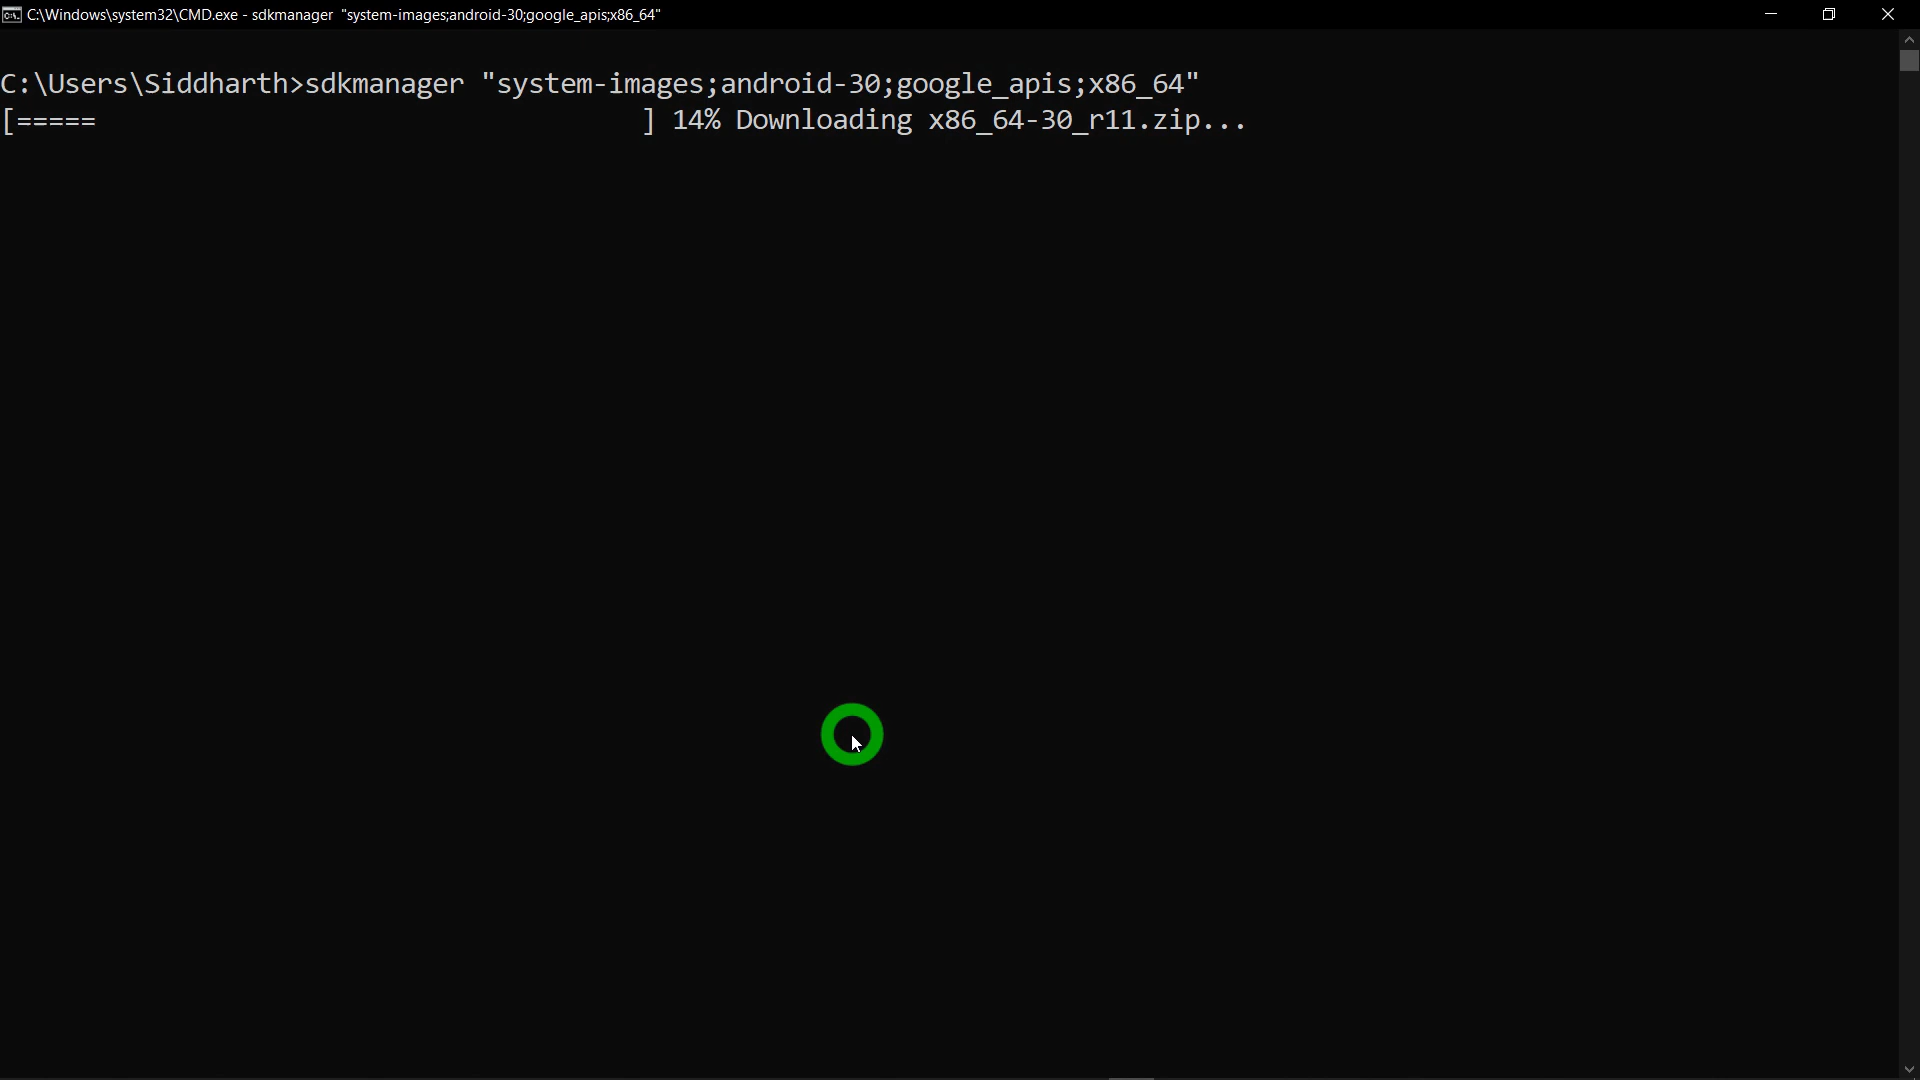 C:\Windows\system32\CMD.exe - sdkmanager "system-images;android-30;google_apis;x86_64"
C:\Users\Siddharth>sdkmanager "system-images;android-30;google_apis;x86_64"
[===== ] 14% Downloading x86_64-30_r11.zip...